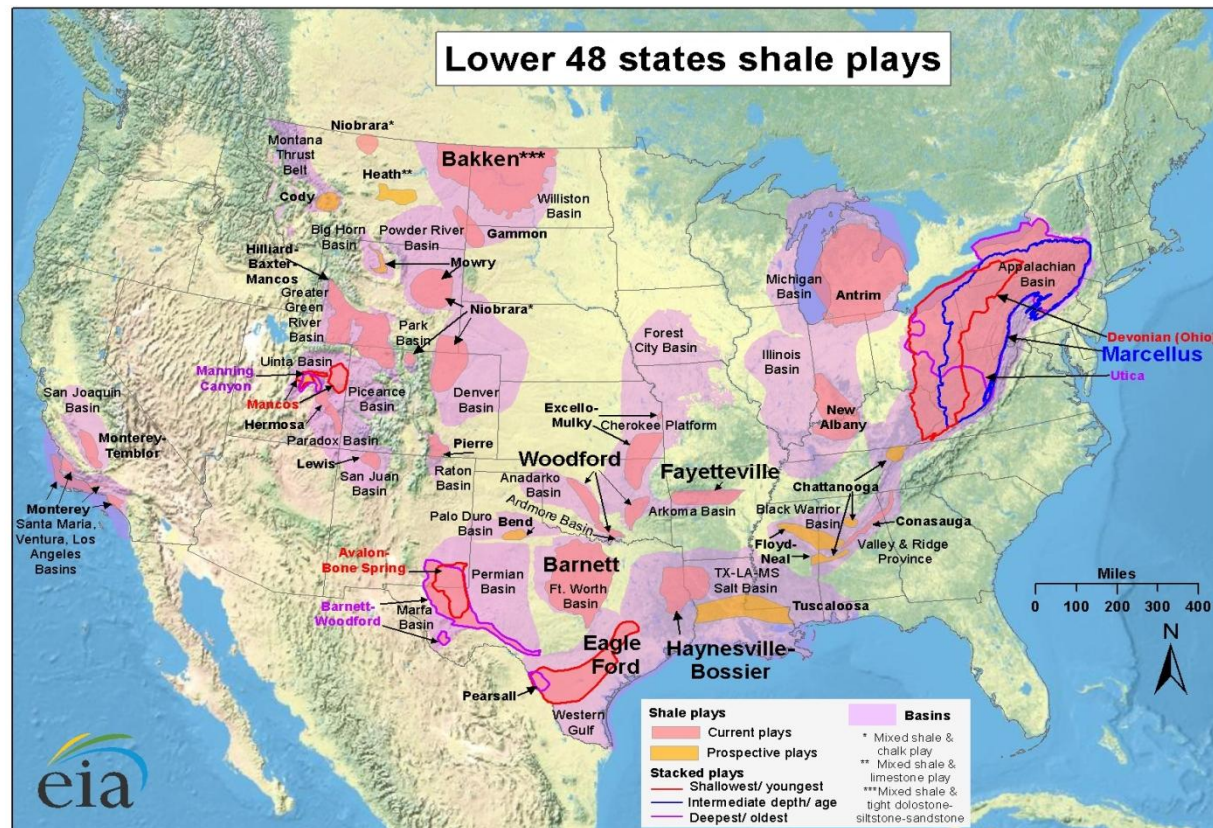 Lower 48 states shale plays
Niobrara*
Montana
Thrust
Belt
Bakken***
Heath**
Cody
Williston
Basin
Big Horn
Basin
Powder River
Basin
Gammon
Hilliard-
Baxter-
Mancos
Mowry
Greater
Green
River
Basin
Park
Basin
Niobrara*
Michigan
Basin
Antrim
Appalachian
Basin
Devonian (Ohio)
Marcellus
Utica
Forest
City Basin
Illinois
Basin
Uinta Basin
Manning
Canyon
Mancos
Piceance
Basin
Denver
Basin
Hermosa
Paradox Basin
San Joaquin
Basin
Monterey-
Temblor
Excello-
Mulky
Cherokee Platform
New
Albany
Lewis
San Juan
Basin
Pierre
Raton
Basin
Woodford
Anadarko
Basin
Ardmore Basin
Fayetteville
Arkoma Basin
Chattanooga
Black Warrior
Basin
Conasauga
Monterey
Santa Maria,
Ventura, Los
Angeles
Basins
Palo Duro
Basin
Bend
Floyd-
Neal
Valley & Ridge
Province
Avalon-
Bone Spring
Permian
Basin
Barnett
Ft. Worth
Basin
TX-LA-MS
Salt Basin
Tuscaloosa
Barnett-
Woodford
Marfa
Basin
Eagle
Ford
Haynesville-
Bossier
Pearsall
Western
Gulf
Miles
0 100 200 300 400
N
Shale plays
Current plays
Prospective plays
Stacked plays
Shallowest/ youngest
Intermediate depth/ age
Deepest/ oldest
Basins
* Mixed shale &
chalk play
** Mixed shale &
limestone play
***Mixed shale &
tight dolostone-
siltstone-sandstone
eia